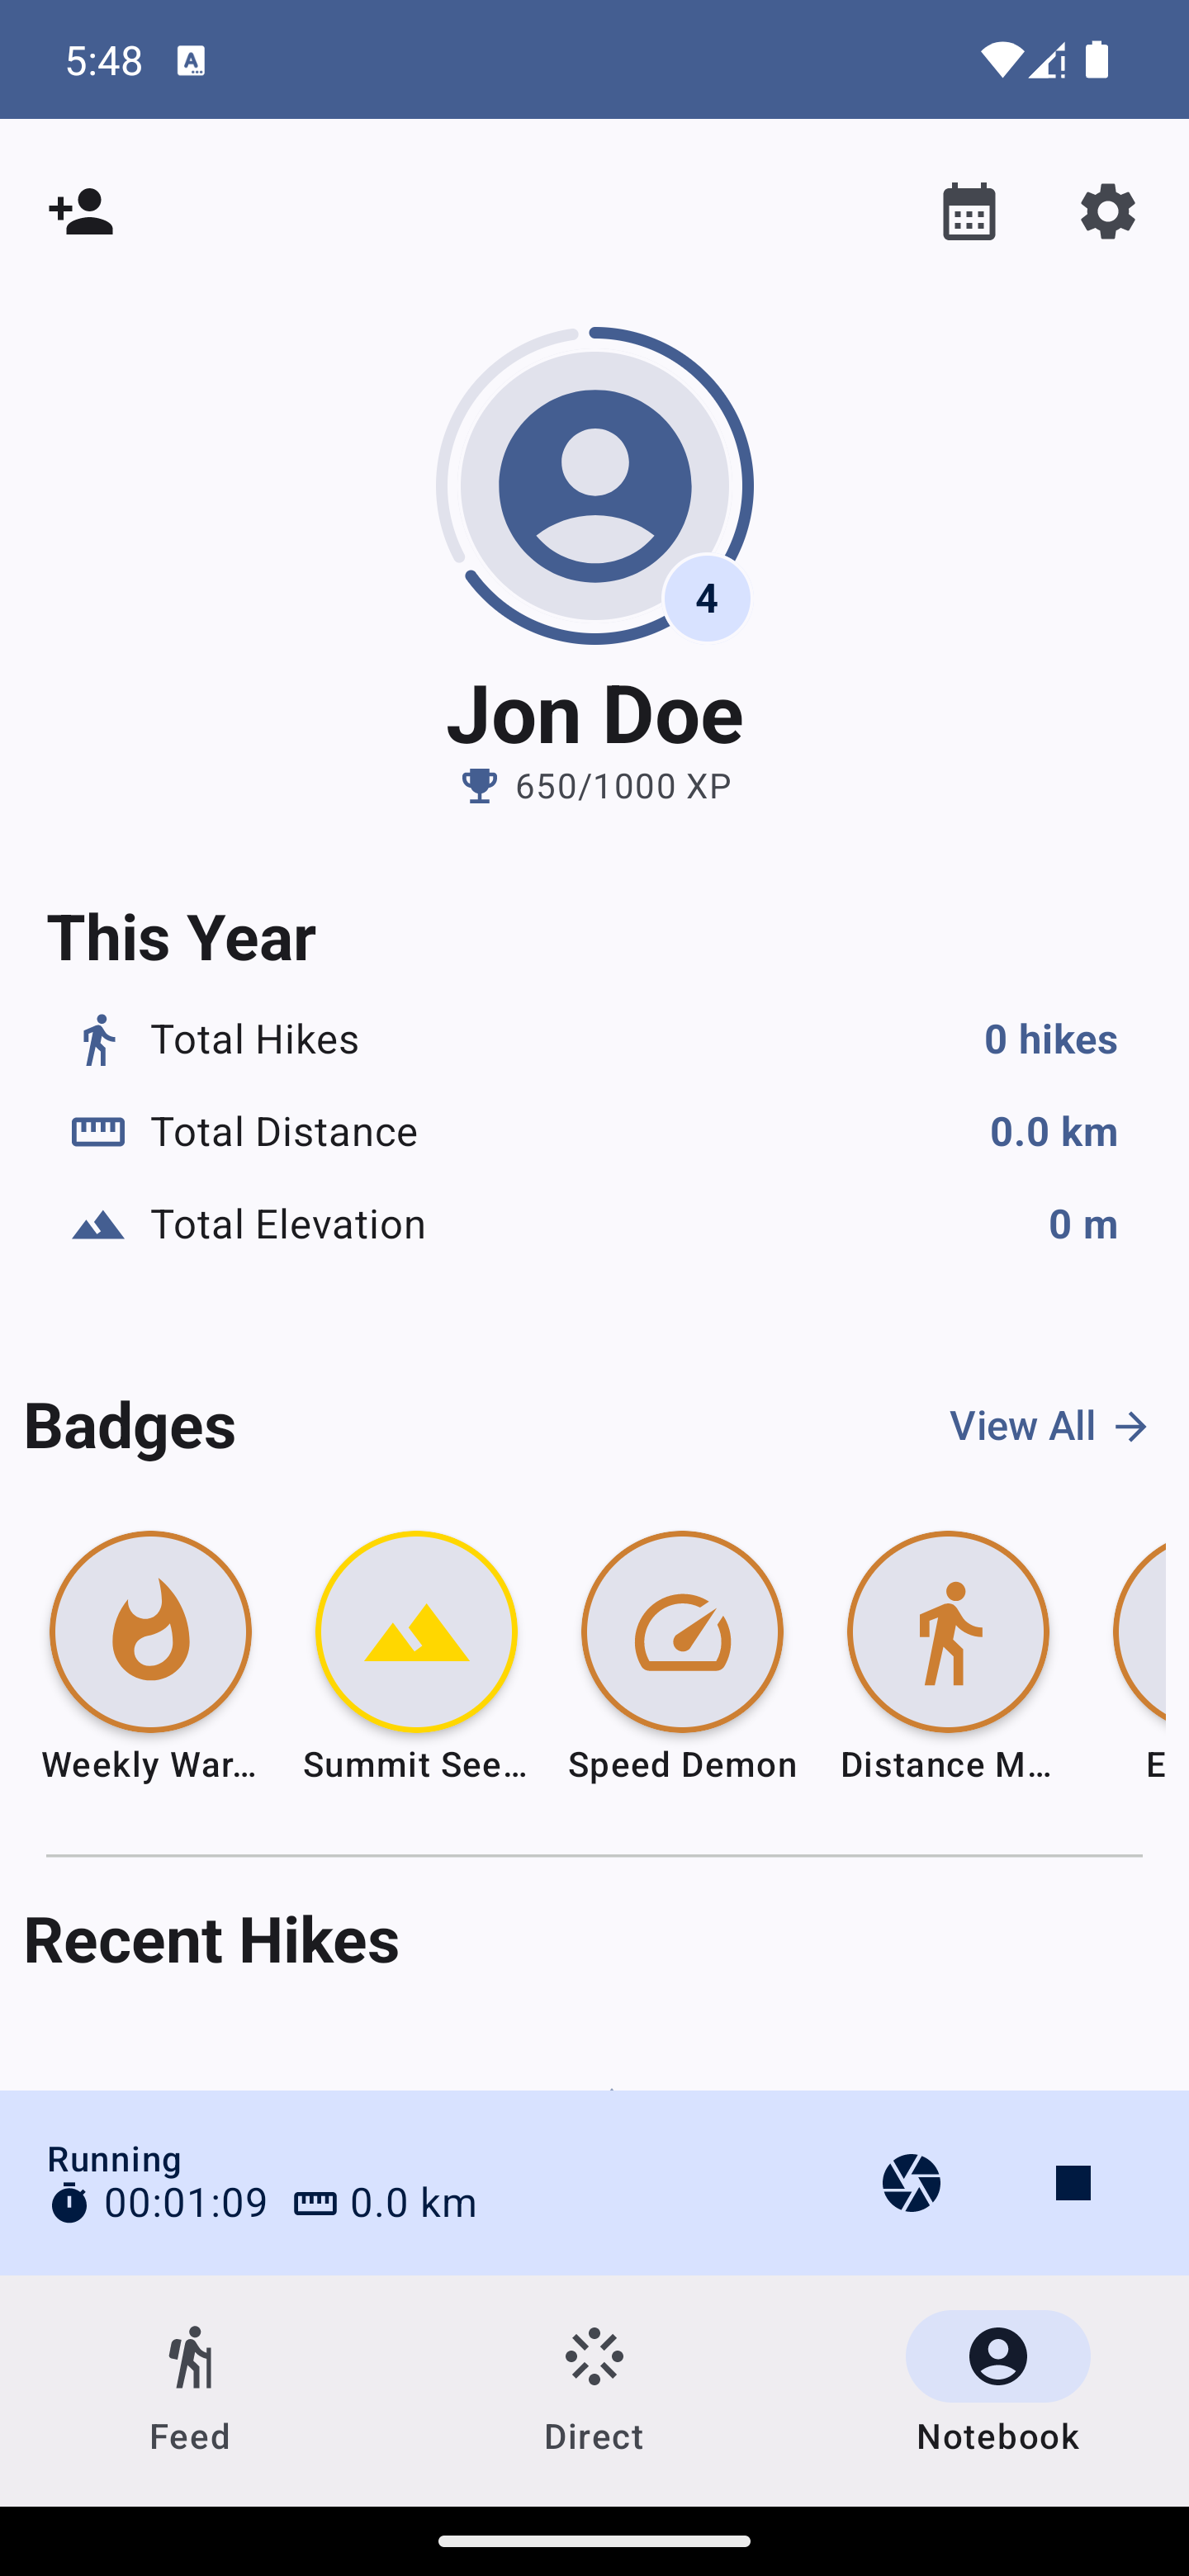 5:48
4
Jon Doe
650/1000 XP
This Year
Total Hikes 0 hikes
Total Distance 0.0 km
Total Elevation 0 m
Badges View All
Weekly War... Summit See... Speed Demon Distance M... E
Recent Hikes
Running
00:01:09 0.0 km
Feed Direct Notebook